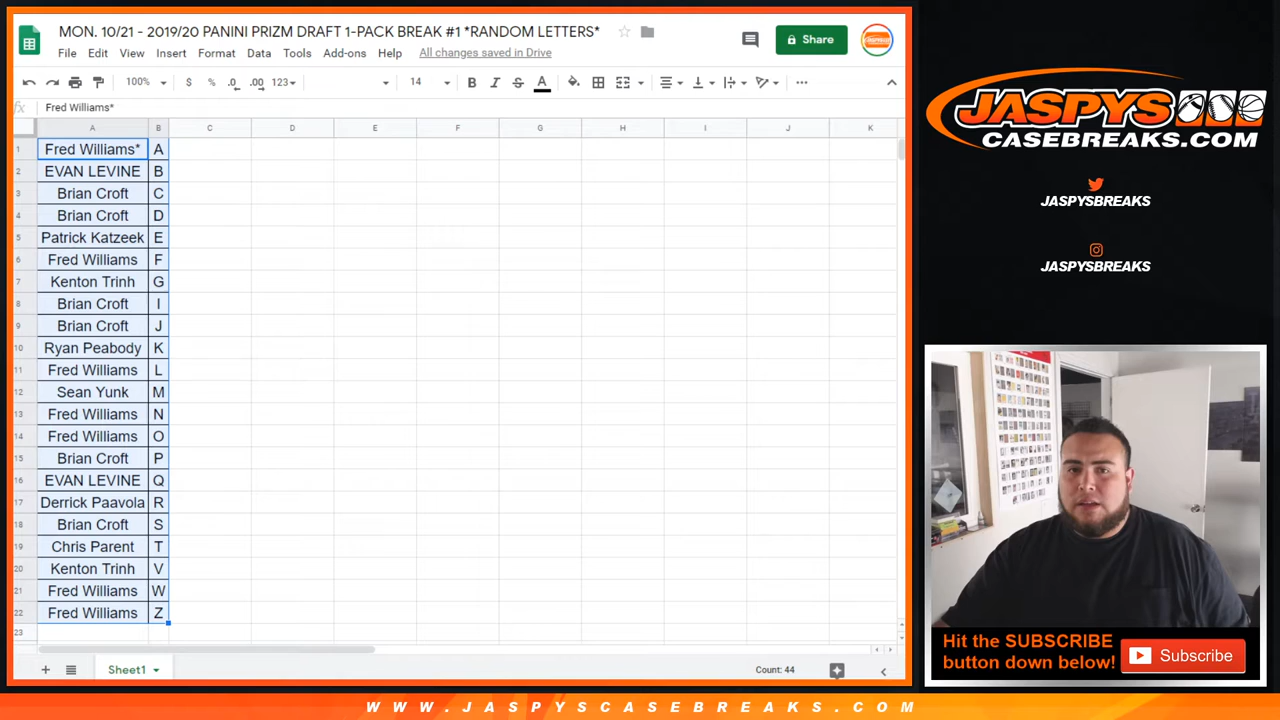 MON. 10/21 - 2019/20 PANINI PRIZM DRAFT 1-PACK BREAK #1 *RANDOM LETTERS*
File Edit View Insert Format Data Tools Add-ons Help All changes saved in Drive
Share
100% $ % .0 .00 123 14 B I S A
fx Fred Williams*
A B C D E F G H I J K
1 Fred Williams* A
2 EVAN LEVINE B
3 Brian Croft C
4 Brian Croft D
5 Patrick Katzeek E
6 Fred Williams F
7 Kenton Trinh G
8 Brian Croft I
9 Brian Croft J
10 Ryan Peabody K
11 Fred Williams L
12 Sean Yunk M
13 Fred Williams N
14 Fred Williams O
15 Brian Croft P
16 EVAN LEVINE Q
17 Derrick Paavola R
18 Brian Croft S
19 Chris Parent T
20 Kenton Trinh V
21 Fred Williams W
22 Fred Williams Z
23
Sheet1
Count: 44
JASPYS
CASEBREAKS.COM
JASPYSBREAKS
JASPYSBREAKS
Hit the SUBSCRIBE
button down below!
Subscribe
WWW.JASPYSCASEBREAKS.COM